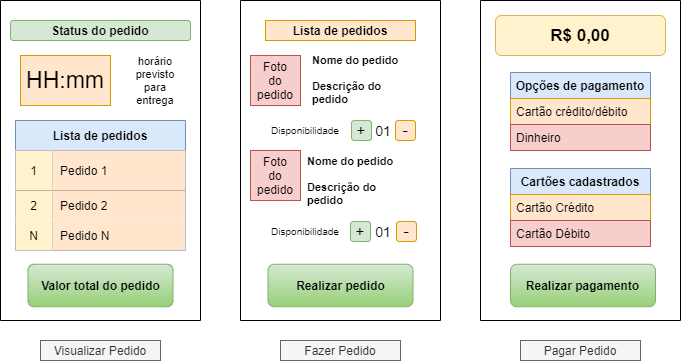 Status do pedido
HH:mm
horário
previsto
para
entrega
Lista de pedidos
1 Pedido 1
2 Pedido 2
N Pedido N
Valor total do pedido
Visualizar Pedido
Lista de pedidos
Foto
do
pedido
Nome do pedido
Descrição do
pedido
Disponibilidade + 01 -
Foto
do
pedido
Nome do pedido
Descrição do
pedido
Disponibilidade + 01 -
Realizar pedido
Fazer Pedido
R$ 0,00
Opções de pagamento
Cartão crédito/débito
Dinheiro
Cartões cadastrados
Cartão Crédito
Cartão Débito
Realizar pagamento
Pagar Pedido